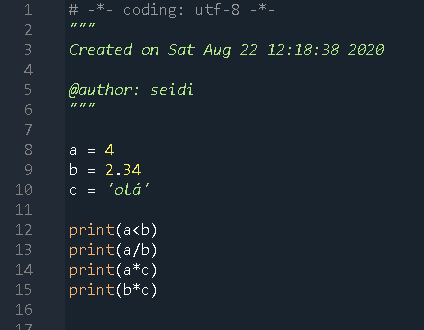 1 # -*- coding: utf-8 -*-
2 """
3 Created on Sat Aug 22 12:18:38 2020
4
5 @author: seidi
6 """
7
8 a = 4
9 b = 2.34
10 c = 'olá'
11
12 print(a<b)
13 print(a/b)
14 print(a*c)
15 print(b*c)
16
17